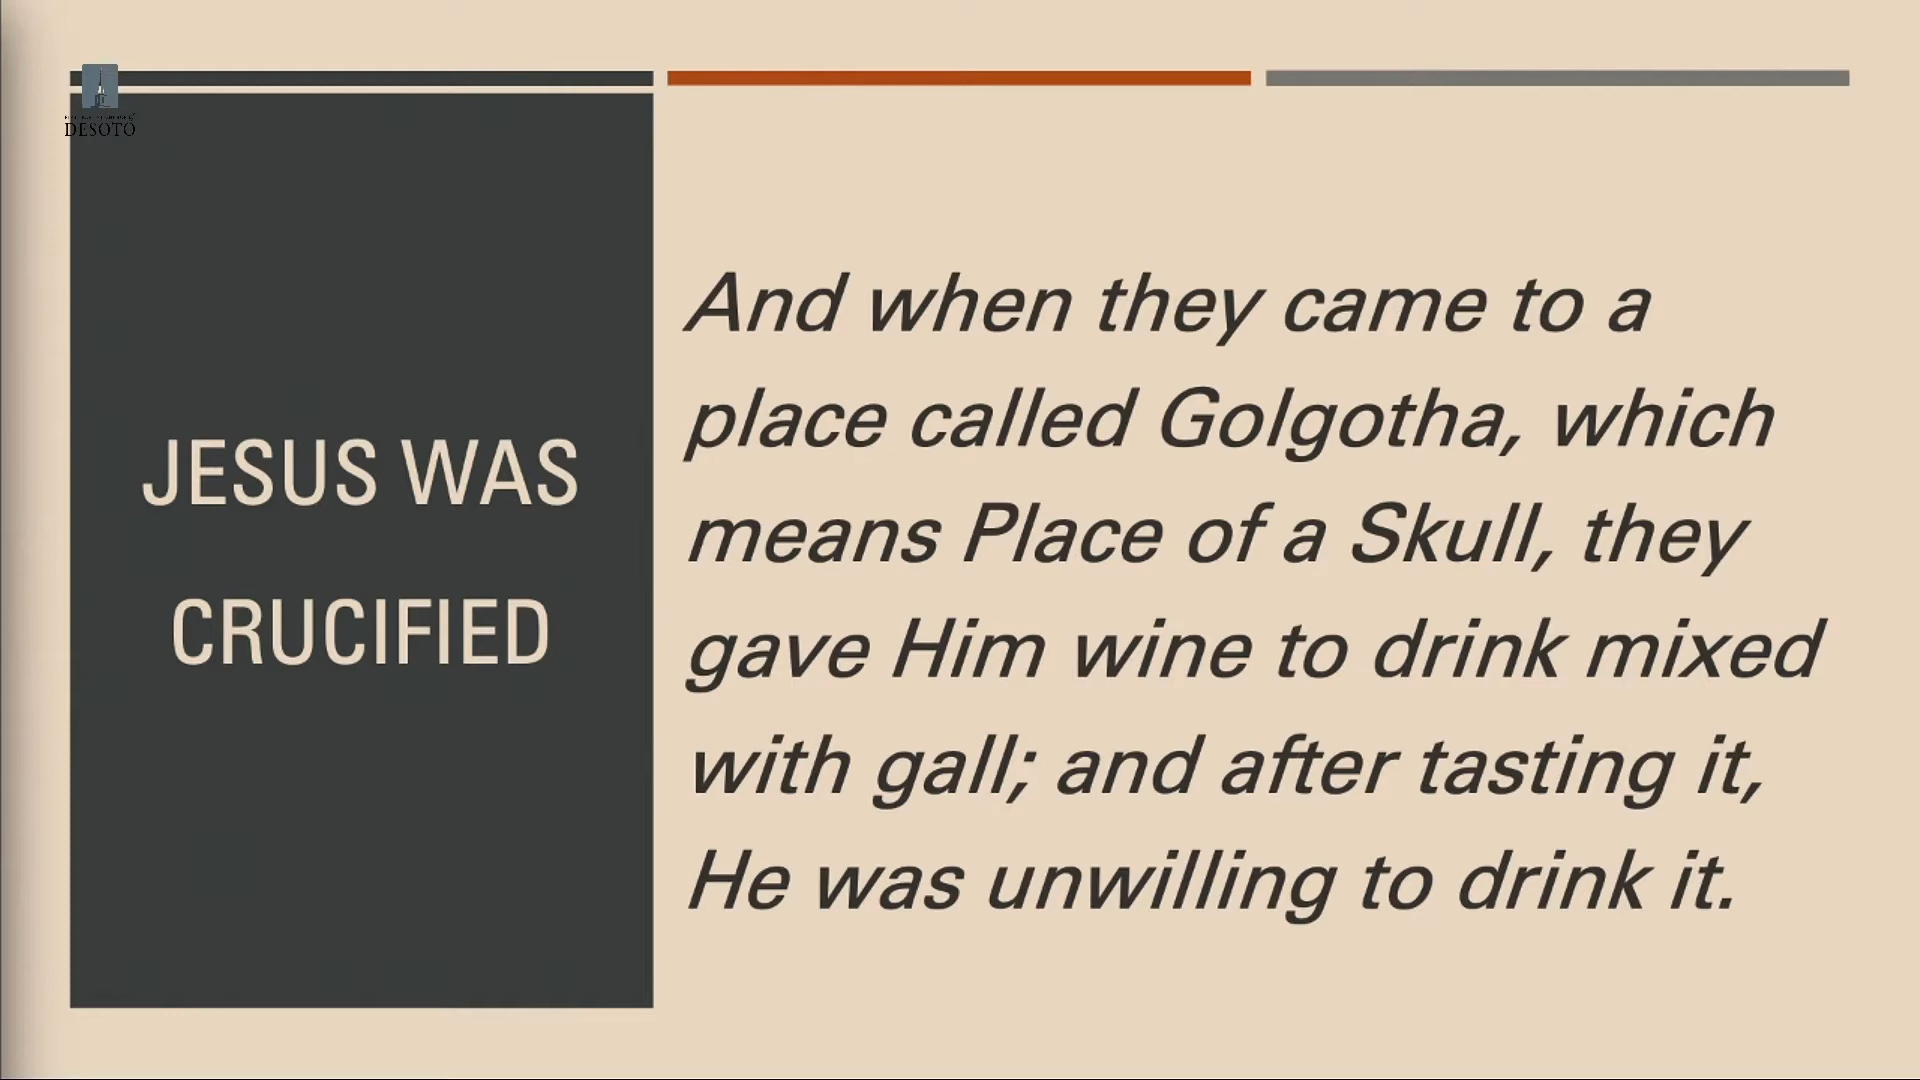 DESOTO
JESUS WAS
CRUCIFIED
And when they came to a
place called Golgotha, which
means Place of a Skull, they
gave Him wine to drink mixed
with gall; and after tasting it,
He was unwilling to drink it.